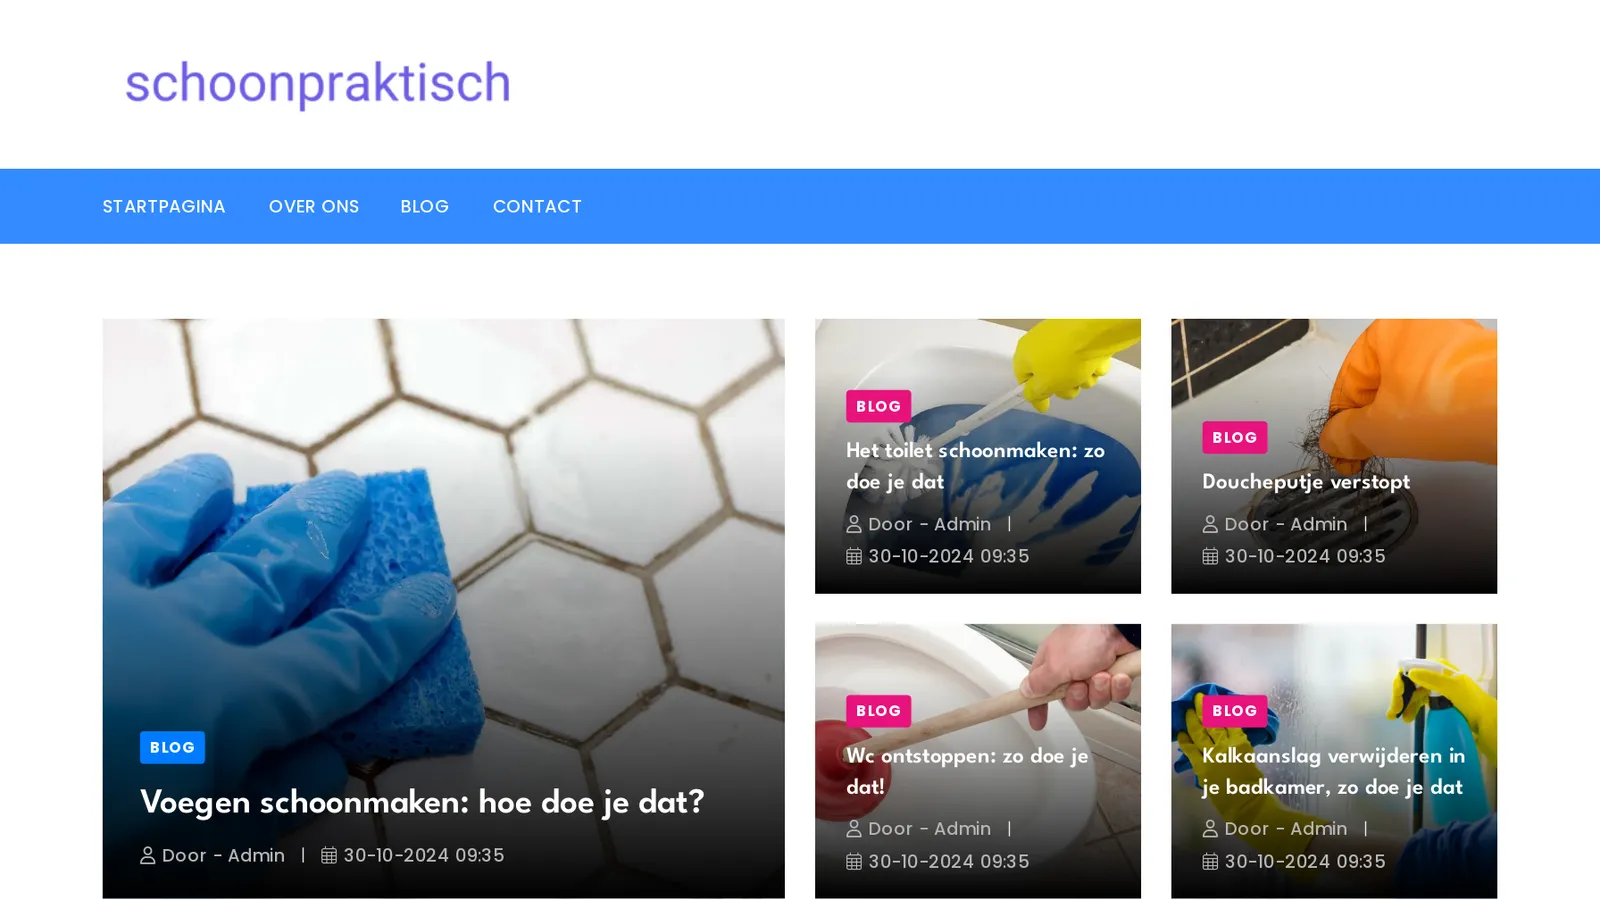 schoonpraktisch
STARTPAGINA OVER ONS BLOG CONTACT
BLOG
Voegen schoonmaken: hoe doe je dat?
Door - Admin | 30-10-2024 09:35
BLOG
Het toilet schoonmaken: zo
doe je dat
Door - Admin |
30-10-2024 09:35
BLOG
Doucheputje verstopt
Door - Admin |
30-10-2024 09:35
BLOG
Wc ontstoppen: zo doe je
dat!
Door - Admin |
30-10-2024 09:35
BLOG
Kalkaanslag verwijderen in
je badkamer, zo doe je dat
Door - Admin |
30-10-2024 09:35